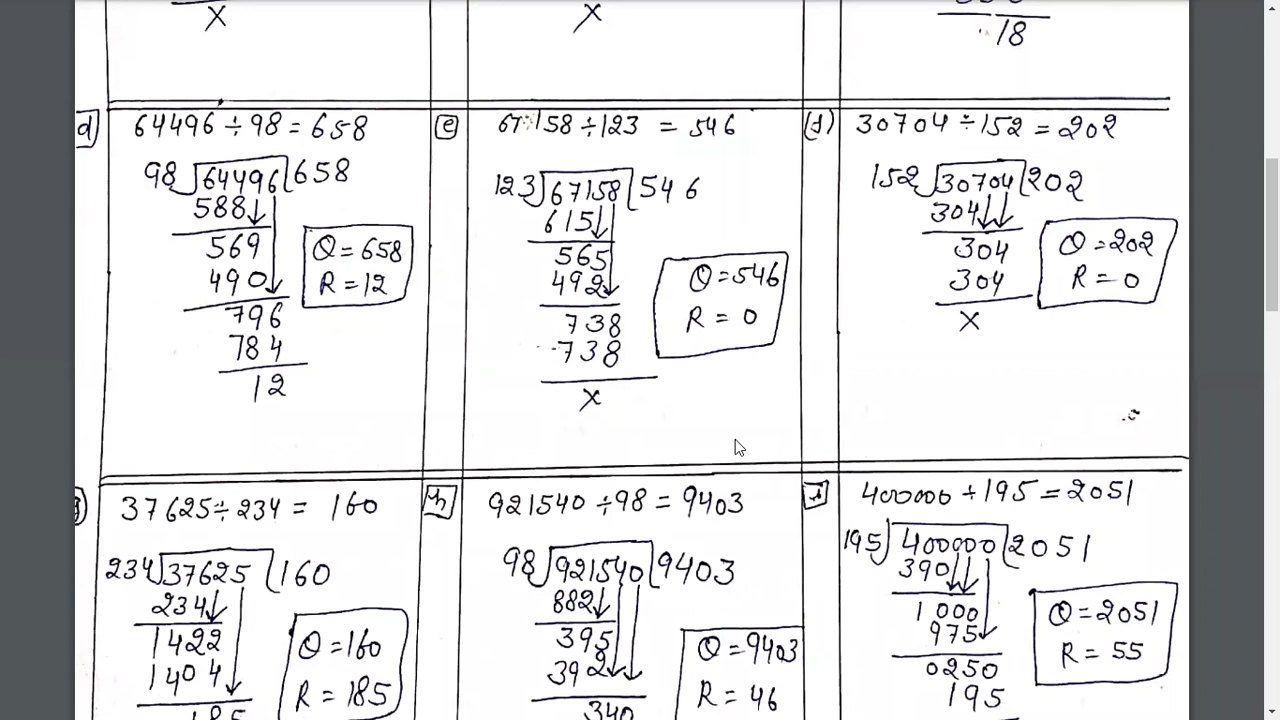 X
X
18
d 64496 ÷ 98 = 658
98 ) 64496 ( 658
588
569
490
796
784
12
Q = 658
R = 12
e 67158 ÷ 123 = 546
123 ) 67158 ( 546
615
565
492
738
738
X
Q = 546
R = 0
(f) 30704 ÷ 152 = 202
152 ) 30704 ( 202
304
304
304
X
Q = 202
R = 0
g 37625 ÷ 234 = 160
234 ) 37625 ( 160
234
1422
1404
185
Q = 160
R = 185
h 921540 ÷ 98 = 9403
98 ) 921540 ( 9403
882
395
392
340
Q = 9403
R = 46
i 400000 ÷ 195 = 2051
195 ) 400000 ( 2051
390
1000
975
0250
195
Q = 2051
R = 55